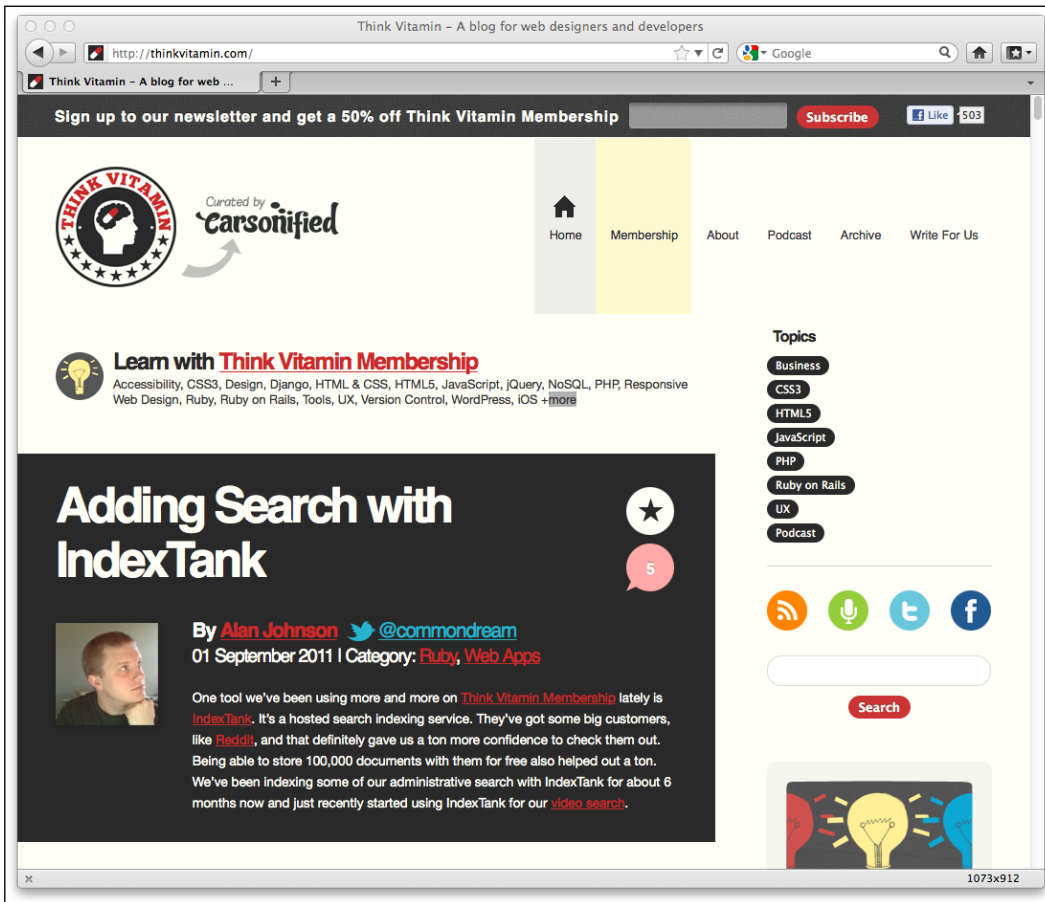 Think Vitamin – A blog for web designers and developers
http://thinkvitamin.com/
Google
Think Vitamin – A blog for web ...
Sign up to our newsletter and get a 50% off Think Vitamin Membership
Subscribe
Like
503
THINK VITAMIN
Curated by
Carsonified
Home
Membership
About
Podcast
Archive
Write For Us
Learn with Think Vitamin Membership
Accessibility, CSS3, Design, Django, HTML & CSS, HTML5, JavaScript, jQuery, NoSQL, PHP, Responsive
Web Design, Ruby, Ruby on Rails, Tools, UX, Version Control, WordPress, iOS +more
Topics
Business
CSS3
HTML5
JavaScript
PHP
Ruby on Rails
UX
Podcast
Adding Search with
IndexTank
5
By Alan Johnson @commondream
01 September 2011 | Category: Ruby, Web Apps
One tool we've been using more and more on Think Vitamin Membership lately is
IndexTank. It's a hosted search indexing service. They've got some big customers,
like Reddit, and that definitely gave us a ton more confidence to check them out.
Being able to store 100,000 documents with them for free also helped out a ton.
We've been indexing some of our administrative search with IndexTank for about 6
months now and just recently started using IndexTank for our video search.
Search
1073x912